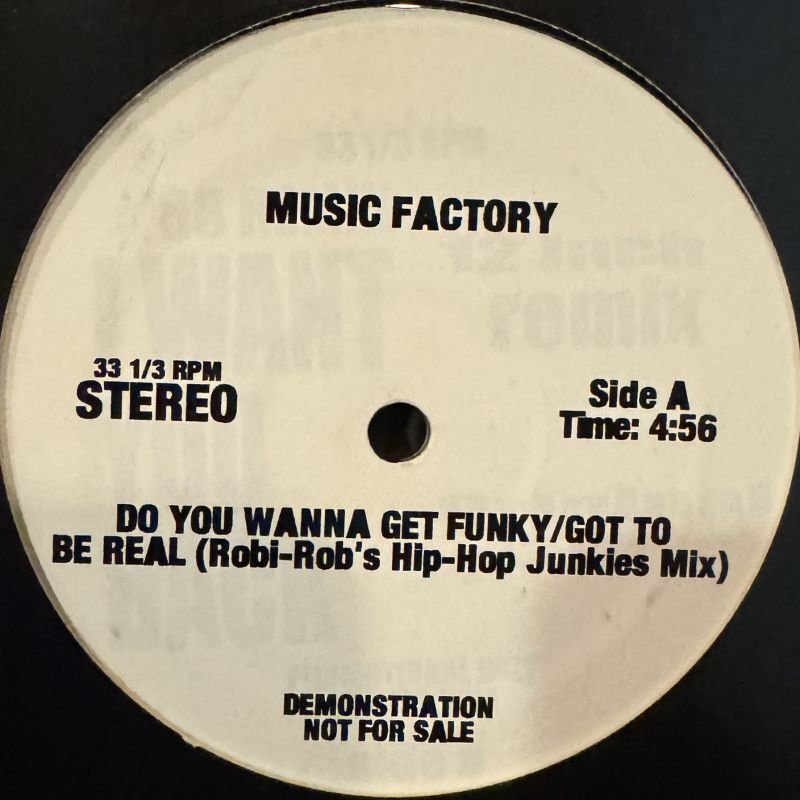 MUSIC FACTORY
33 1/3 RPM
STEREO
Side A
Time: 4:56
DO YOU WANNA GET FUNKY/GOT TO
BE REAL (Robi-Rob's Hip-Hop Junkies Mix)
DEMONSTRATION
NOT FOR SALE